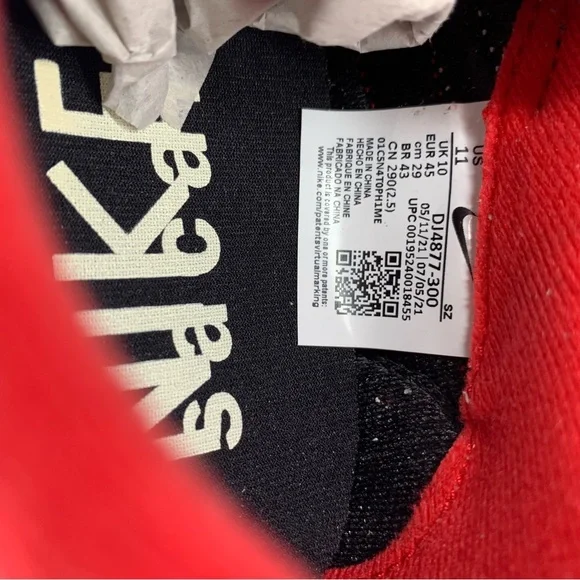 NIKE
sacai
US
11
UK 10
EUR 45
cm 29
BR 43
CN 290(2.5)
SZ
DJ4877-300
05/11/21 | 07/05/21
UPC:00195240018455
01C5N4T0PH1ME
MADE IN CHINA
HECHO EN CHINA
FABRIQUE EN CHINE
FABRICADO NA CHINA
This product is covered by one or more patents:
www.nike.com/patentsvirtualmarking